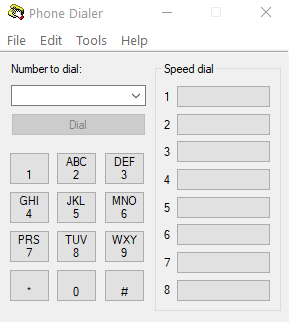 Phone Dialer
File Edit Tools Help
Number to dial:
Dial
1
ABC
2
DEF
3
GHI
4
JKL
5
MNO
6
PRS
7
TUV
8
WXY
9
*
0
#
Speed dial
1
2
3
4
5
6
7
8